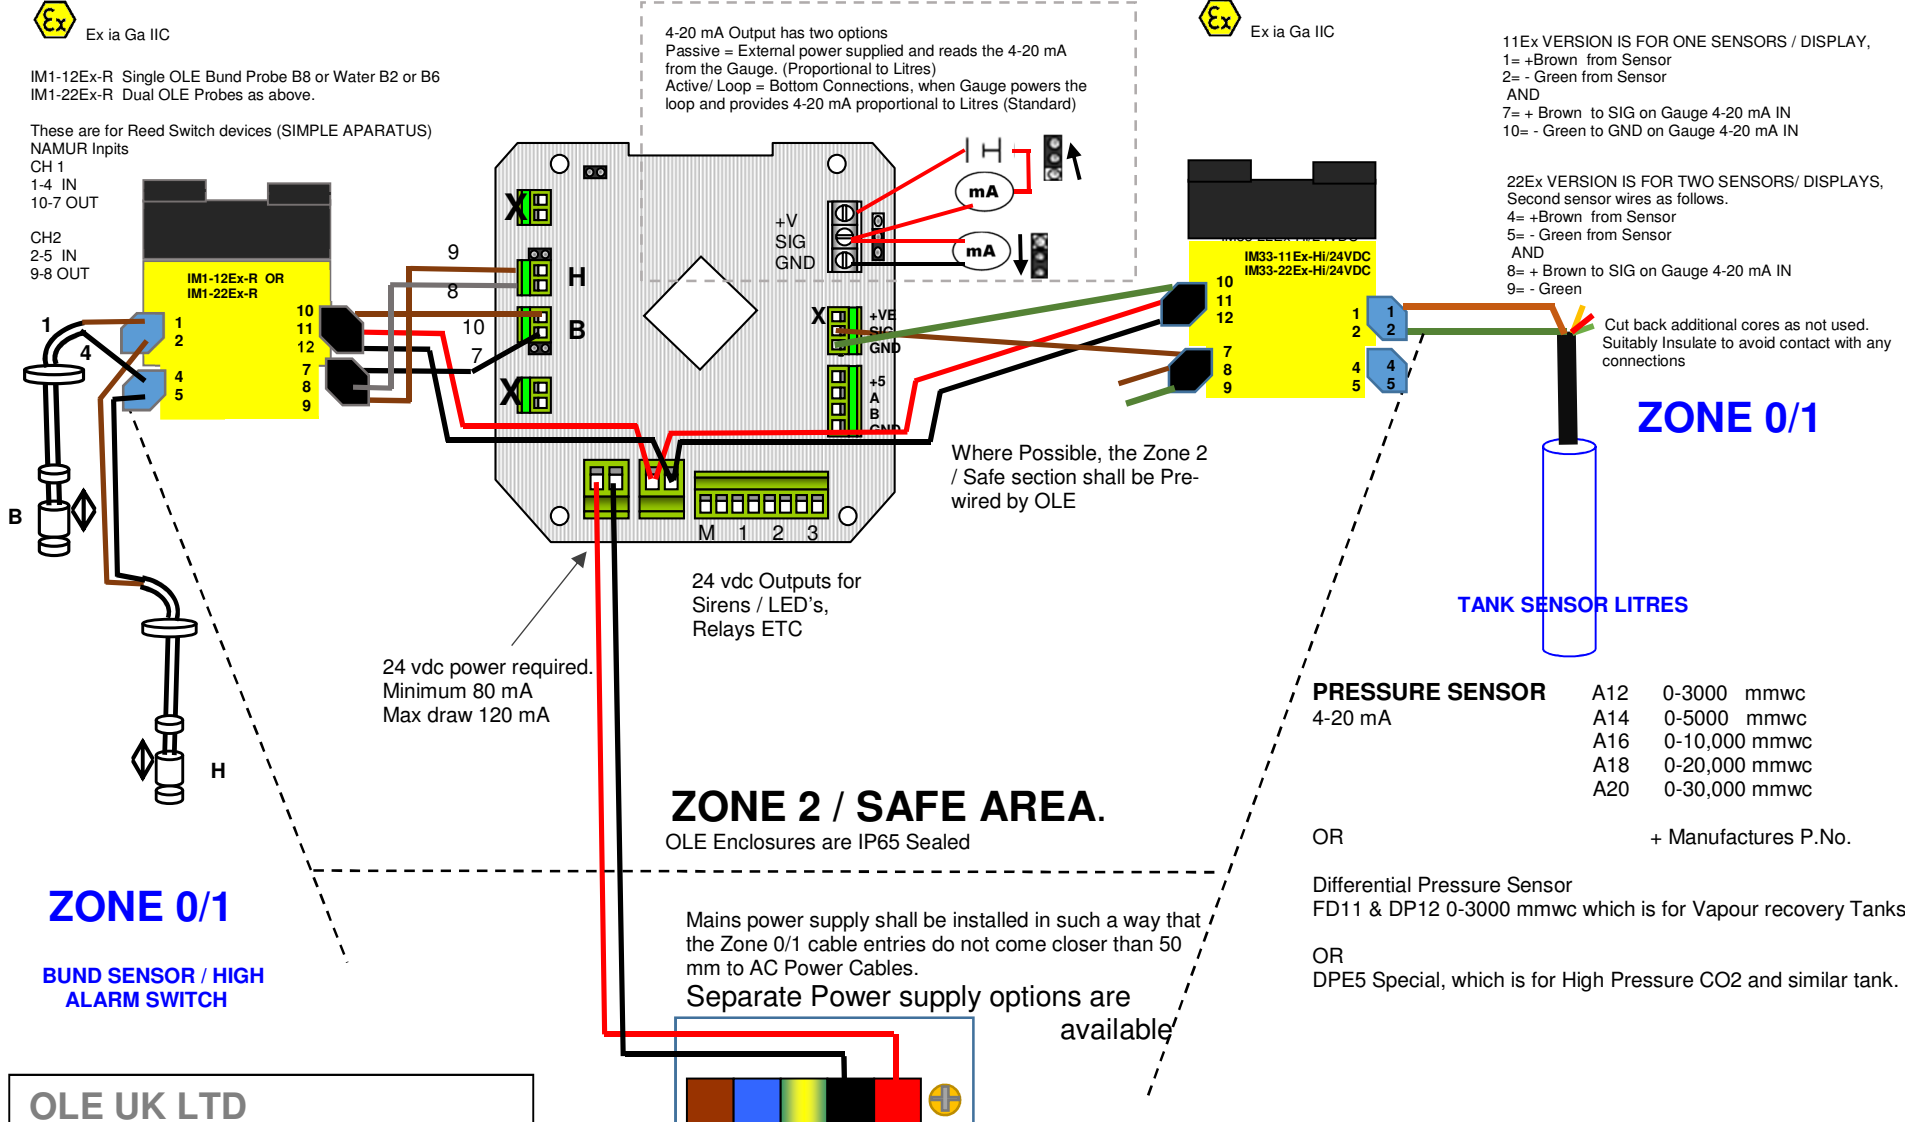 Ex ia Ga IIC
IM1-12Ex-R  Single OLE Bund Probe B8 or Water B2 or B6
IM1-22Ex-R  Dual OLE Probes as above.
These are for Reed Switch devices (SIMPLE APARATUS)
NAMUR Inpits
CH 1
1-4  IN
10-7 OUT
CH2
2-5  IN
9-8 OUT
IM1-12Ex-R  OR
IM1-22Ex-R
1
2
4
5
10
11
12
7
8
9
1
4
B
H
9
8
10
7
X
H
B
X
4-20 mA Output has two options
Passive = External power supplied and reads the 4-20 mA
from the Gauge. (Proportional to Litres)
Active/ Loop = Bottom Connections, when Gauge powers the
loop and provides 4-20 mA proportional to Litres (Standard)
mA
mA
+V
SIG
GND
X
+VE
SIG
GND
+5
A
B
GND
M  1  2  3
24 vdc Outputs for
Sirens / LED's,
Relays ETC
24 vdc power required.
Minimum 80 mA
Max draw 120 mA
Where Possible, the Zone 2
/ Safe section shall be Pre-
wired by OLE
Ex ia Ga IIC
IM33-11Ex-Hi/24VDC
IM33-22Ex-Hi/24VDC
10
11
12
7
8
9
1
2
4
5
1
2
4
5
11Ex VERSION IS FOR ONE SENSORS / DISPLAY,
1= +Brown  from Sensor
2= - Green from Sensor
AND
7= + Brown  to SIG on Gauge 4-20 mA IN
10= - Green to GND on Gauge 4-20 mA IN
22Ex VERSION IS FOR TWO SENSORS/ DISPLAYS,
Second sensor wires as follows.
4= +Brown  from Sensor
5= - Green from Sensor
AND
8= + Brown to SIG on Gauge 4-20 mA IN
9= - Green
Cut back additional cores as not used.
Suitably Insulate to avoid contact with any
connections
ZONE 0/1
TANK SENSOR LITRES
PRESSURE SENSOR
4-20 mA
A12  0-3000  mmwc
A14  0-5000  mmwc
A16  0-10,000 mmwc
A18  0-20,000 mmwc
A20  0-30,000 mmwc
OR  + Manufactures P.No.
Differential Pressure Sensor
FD11 & DP12 0-3000 mmwc which is for Vapour recovery Tanks
OR
DPE5 Special, which is for High Pressure CO2 and similar tank.
ZONE 2 / SAFE AREA.
OLE Enclosures are IP65 Sealed
ZONE 0/1
BUND SENSOR / HIGH
ALARM SWITCH
Mains power supply shall be installed in such a way that
the Zone 0/1 cable entries do not come closer than 50
mm to AC Power Cables.
Separate Power supply options are
available
OLE UK LTD